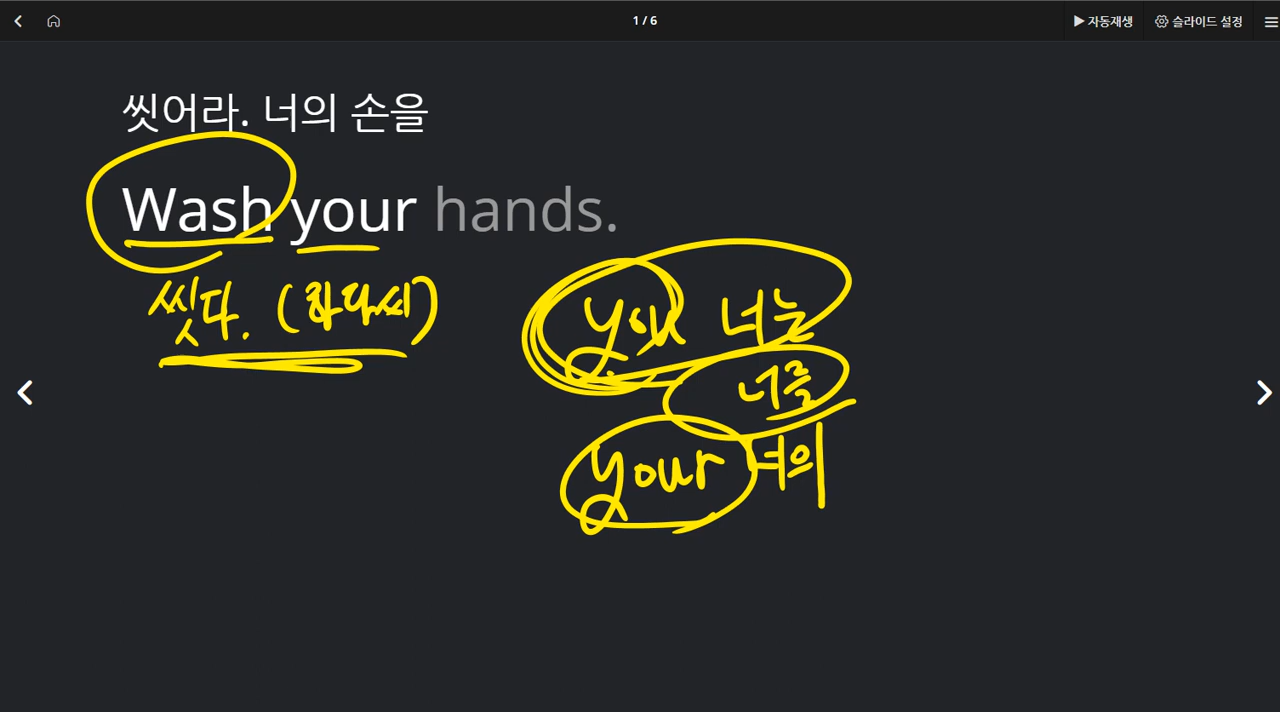 1 / 6
자동재생
슬라이드 설정
씻어라. 너의 손을
Wash your hands.
씻다. (하다씨)
you 너는
너를
your 너의